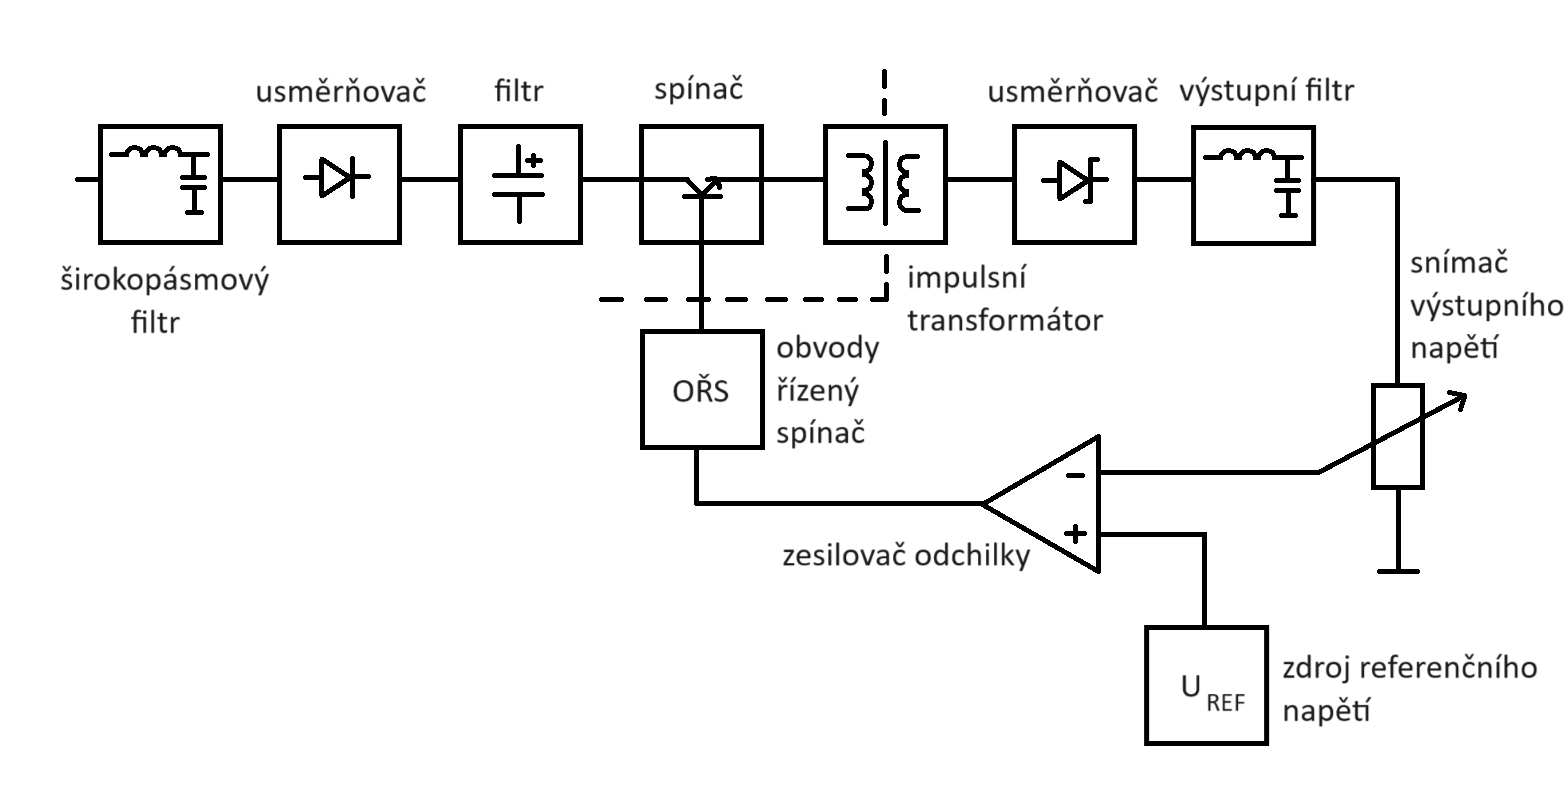 usměrňovač
filtr
spínač
usměrňovač
výstupní filtr
+
širokopásmový
filtr
impulsní
transformátor
snímač
výstupního
napětí
OŘS
obvody
řízený
spínač
−
+
zesilovač odchilky
U REF
zdroj referenčního
napětí